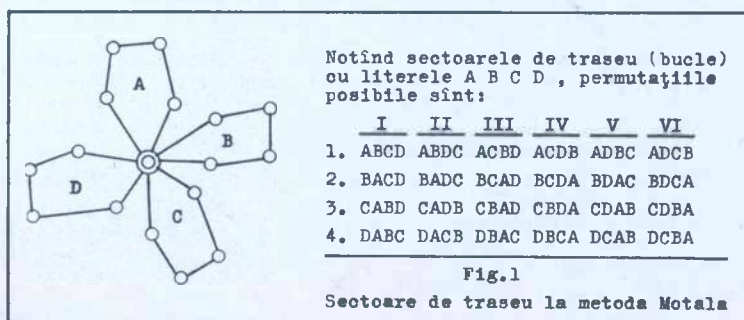 A
B
C
D
Notînd sectoarele de traseu (bucle)
cu literele A B C D , permutaţiile
posibile sînt:
I II III IV V VI
1. ABCD ABDC ACBD ACDB ADBC ADCB
2. BACD BADC BCAD BCDA BDAC BDCA
3. CABD CADB CBAD CBDA CDAB CDBA
4. DABC DACB DBAC DBCA DCAB DCBA
Fig.1
Sectoare de traseu la metoda Motala